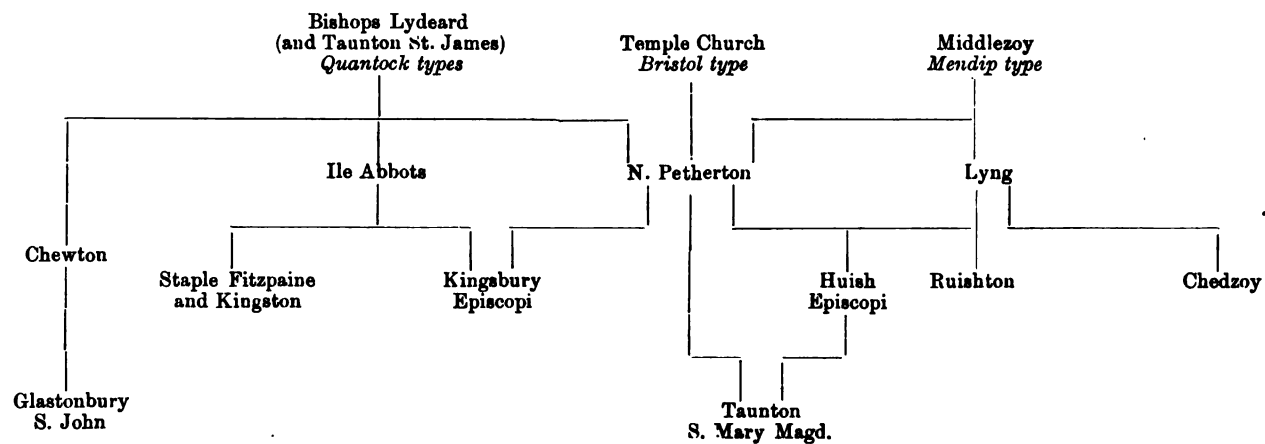 Bishops Lydeard
(and Taunton St. James)
Quantock types
Temple Church
Bristol type
Middlezoy
Mendip type
Ile Abbots
N. Petherton
Lyng
Chewton
Staple Fitzpaine
and Kingston
Kingsbury
Episcopi
Huish
Episcopi
Ruishton
Chedzoy
Glastonbury
S. John
Taunton
S. Mary Magd.